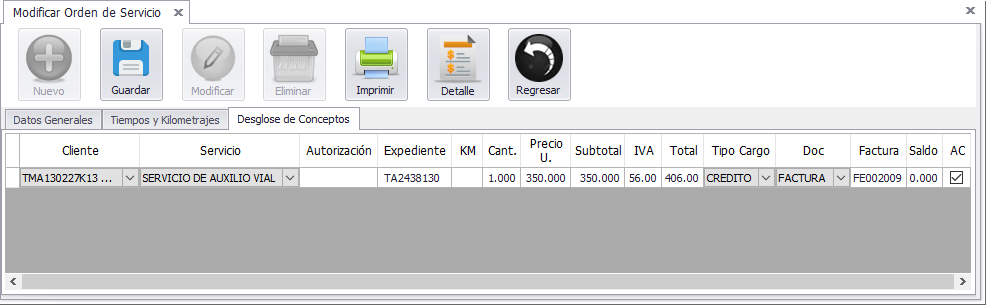 Modificar Orden de Servicio
Nuevo Guardar Modificar Eliminar Imprimir Detalle Regresar
Datos Generales Tiempos y Kilometrajes Desglose de Conceptos
Cliente Servicio Autorización Expediente KM Cant. Precio U. Subtotal IVA Total Tipo Cargo Doc Factura Saldo AC
TMA130227K13 ... SERVICIO DE AUXILIO VIAL TA2438130 1.000 350.000 350.000 56.00 406.00 CREDITO FACTURA FE002009 0.000